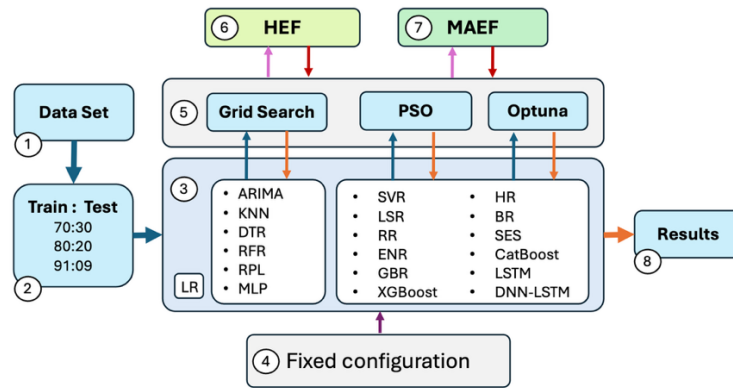 6 HEF
7 MAEF
Data Set
1
5
Grid Search
PSO
Optuna
Train : Test
70:30
80:20
91:09
2
3
• ARIMA
• KNN
• DTR
• RFR
• RPL
• MLP
LR
• SVR
• LSR
• RR
• ENR
• GBR
• XGBoost
• HR
• BR
• SES
• CatBoost
• LSTM
• DNN-LSTM
Results
8
4 Fixed configuration